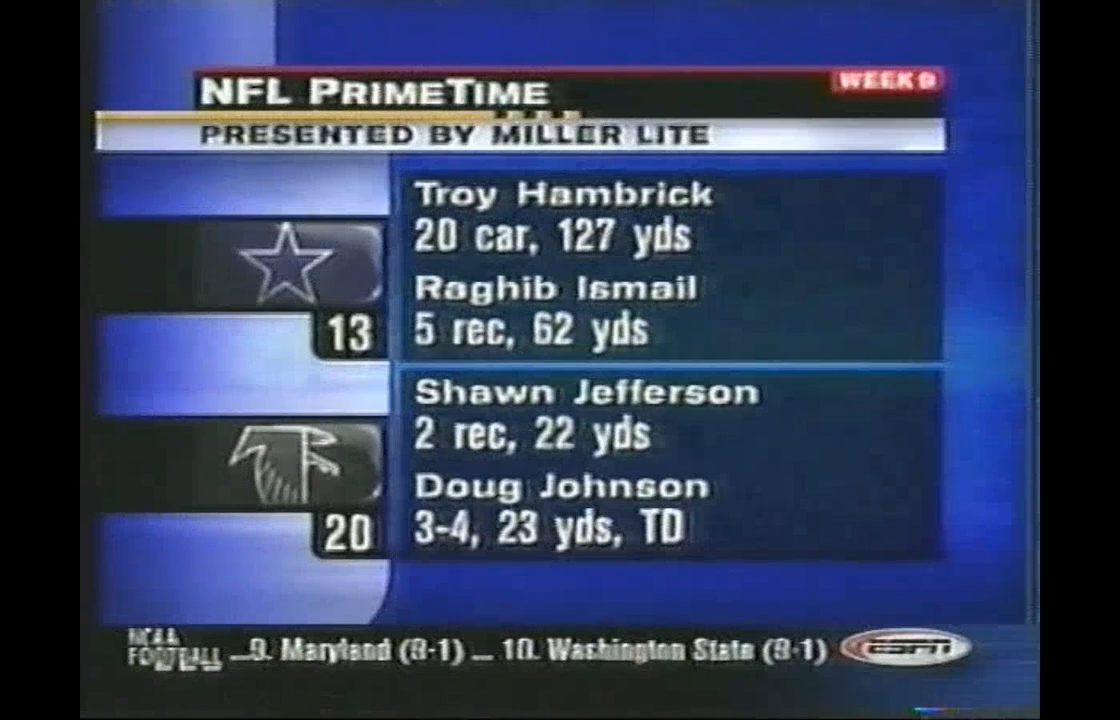 NFL PRIMETIME
WEEK 9
PRESENTED BY MILLER LITE
Troy Hambrick
20 car, 127 yds
Raghib Ismail
5 rec, 62 yds
13
Shawn Jefferson
2 rec, 22 yds
Doug Johnson
3-4, 23 yds, TD
20
NCAA
FOOTBALL ...9. Maryland (8-1) ... 10. Washington State (8-1)
ESPN